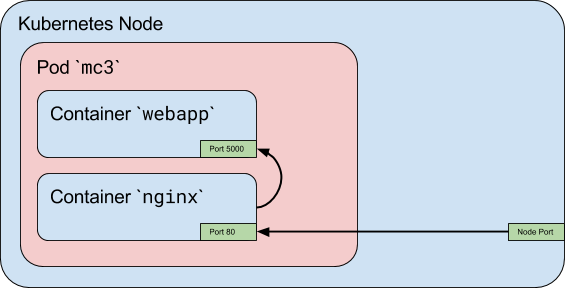 Kubernetes Node
Pod `mc3`
Container `webapp`
Port 5000
Container `nginx`
Port 80
Node Port